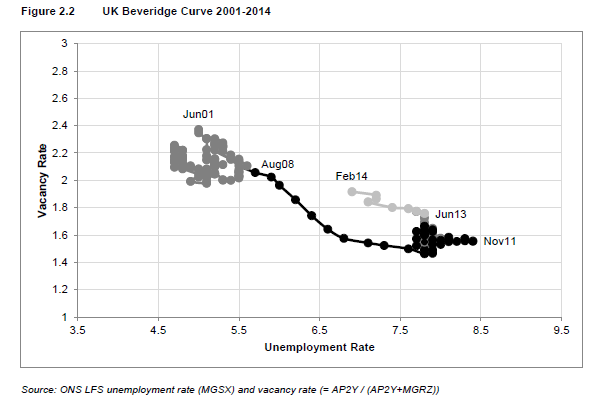 Figure 2.2 UK Beveridge Curve 2001-2014
3
2.8
2.6
2.4
2.2
2
1.8
1.6
1.4
1.2
1
Vacancy Rate
Jun01
Aug08
Feb14
Jun13
Nov11
3.5 4.5 5.5 6.5 7.5 8.5 9.5
Unemployment Rate
Source: ONS LFS unemployment rate (MGSX) and vacancy rate (= AP2Y / (AP2Y+MGRZ))